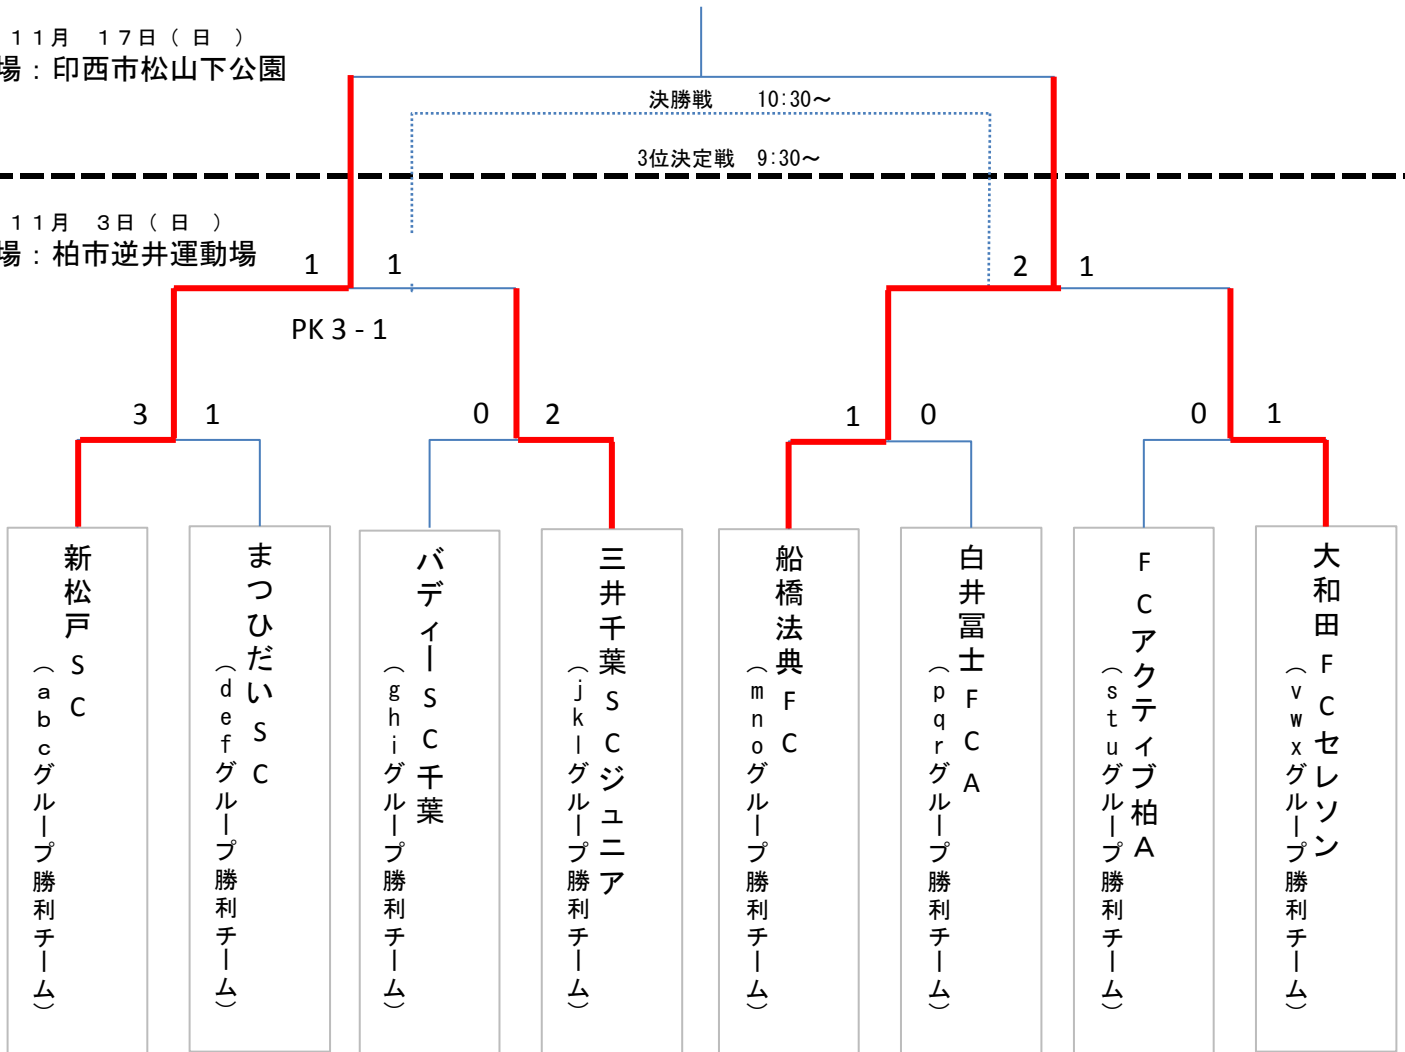 11月 17日(日 )
場:印西市松山下公園
決勝戦 10:30~
3位決定戦 9:30~
11月 3日(日 )
場:柏市逆井運動場
1 1
2 1
PK 3 - 1
3 1
0 2
1 0
0 1
新松戸SC
(abcグループ勝利チーム)
まつひだいSC
(defグループ勝利チーム)
バディーSC千葉
(ghiグループ勝利チーム)
三井千葉SCジュニア
(jklグループ勝利チーム)
船橋法典FC
(mnoグループ勝利チーム)
白井冨士FCA
(pqrグループ勝利チーム)
FCアクティブ柏A
(stuグループ勝利チーム)
大和田FCセレソン
(vwxグループ勝利チーム)